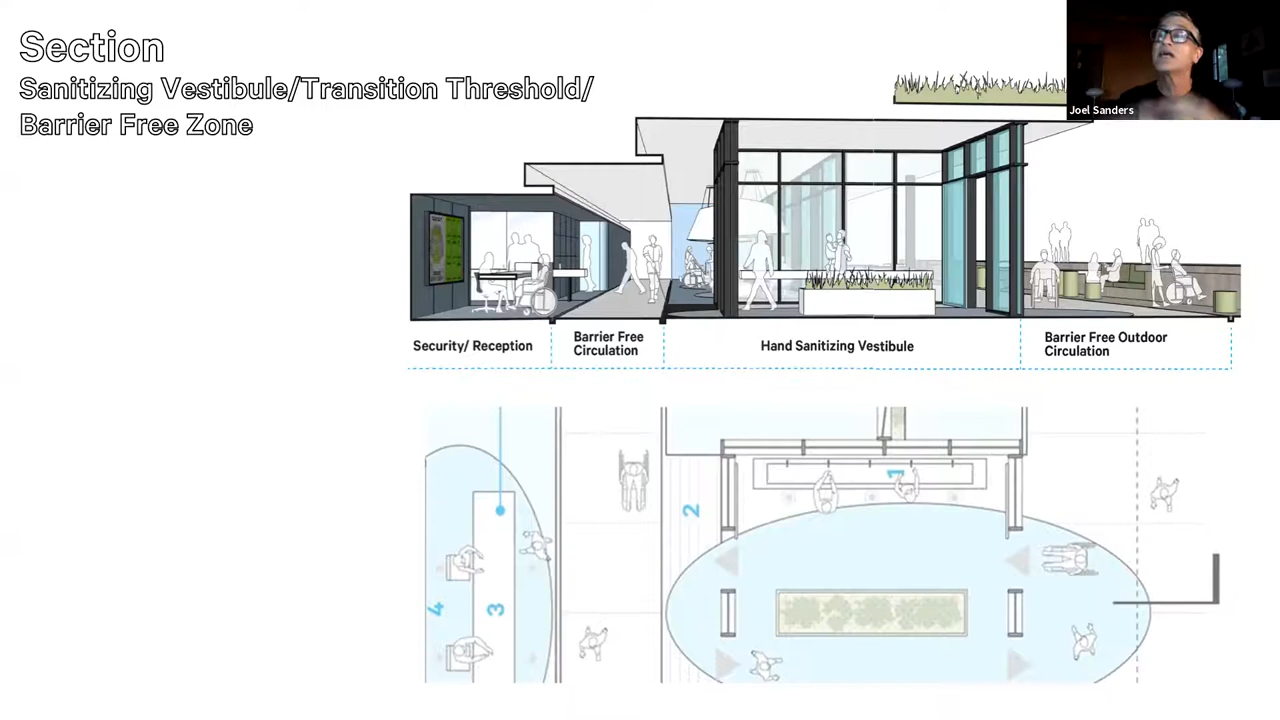 Section
Sanitizing Vestibule/Transition Threshold/
Barrier Free Zone
Joel Sanders
Security/ Reception
Barrier Free
Circulation
Hand Sanitizing Vestibule
Barrier Free Outdoor
Circulation
1
2
3
4